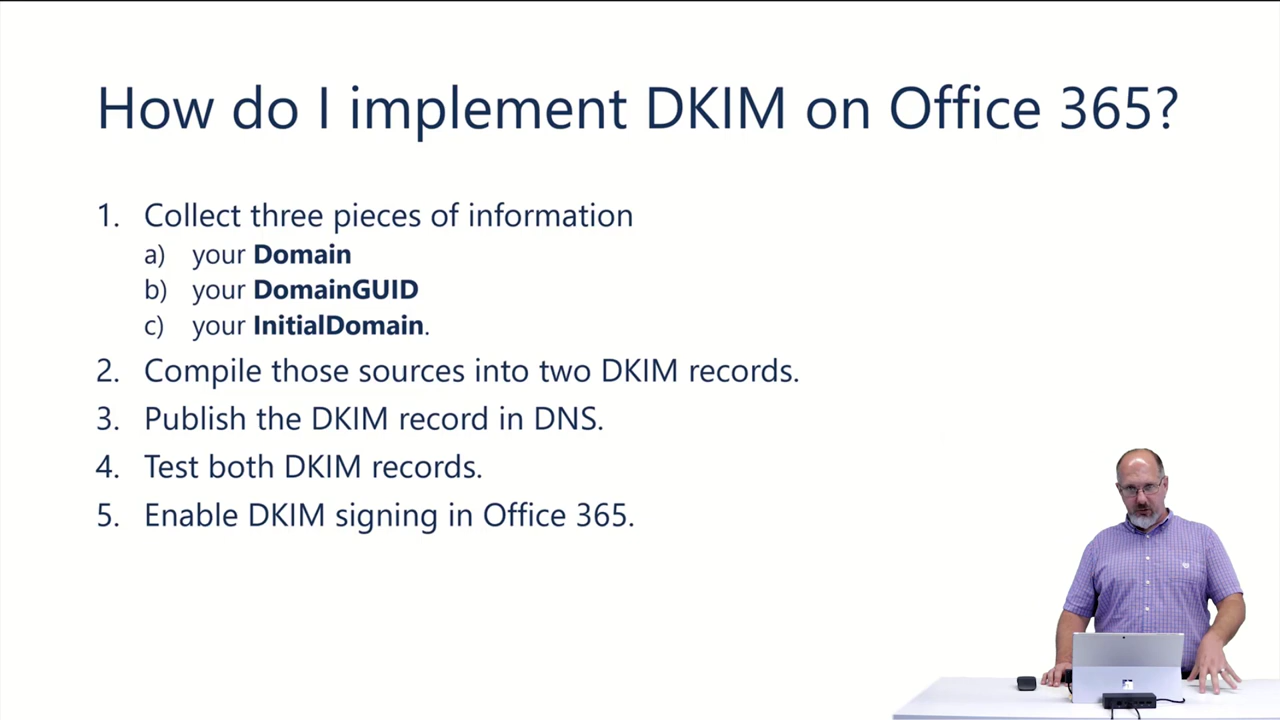 How do I implement DKIM on Office 365?
1. Collect three pieces of information
a) your Domain
b) your DomainGUID
c) your InitialDomain.
2. Compile those sources into two DKIM records.
3. Publish the DKIM record in DNS.
4. Test both DKIM records.
5. Enable DKIM signing in Office 365.